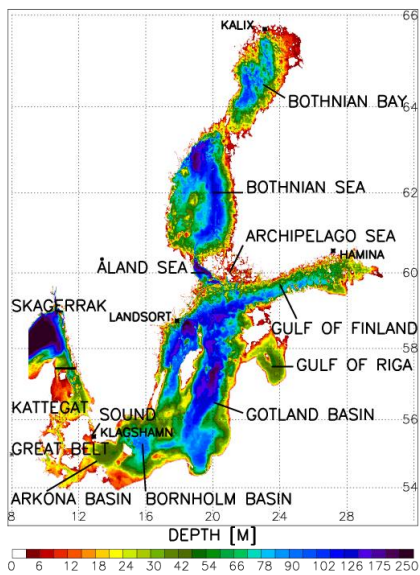 66
KALIX
64
BOTHNIAN BAY
62
BOTHNIAN SEA
ARCHIPELAGO SEA
HAMINA
ÅLAND SEA
60
SKAGERRAK
LANDSORT
GULF OF FINLAND
58
GULF OF RIGA
KATTEGAT
SOUND
KLAGSHAMN
GOTLAND BASIN
56
GREAT BELT
ARKONA BASIN
BORNHOLM BASIN
54
8 12 16 20 24 28
DEPTH [M]
0 6 12 24 30 43 54 66 78 90 102 126 175 250